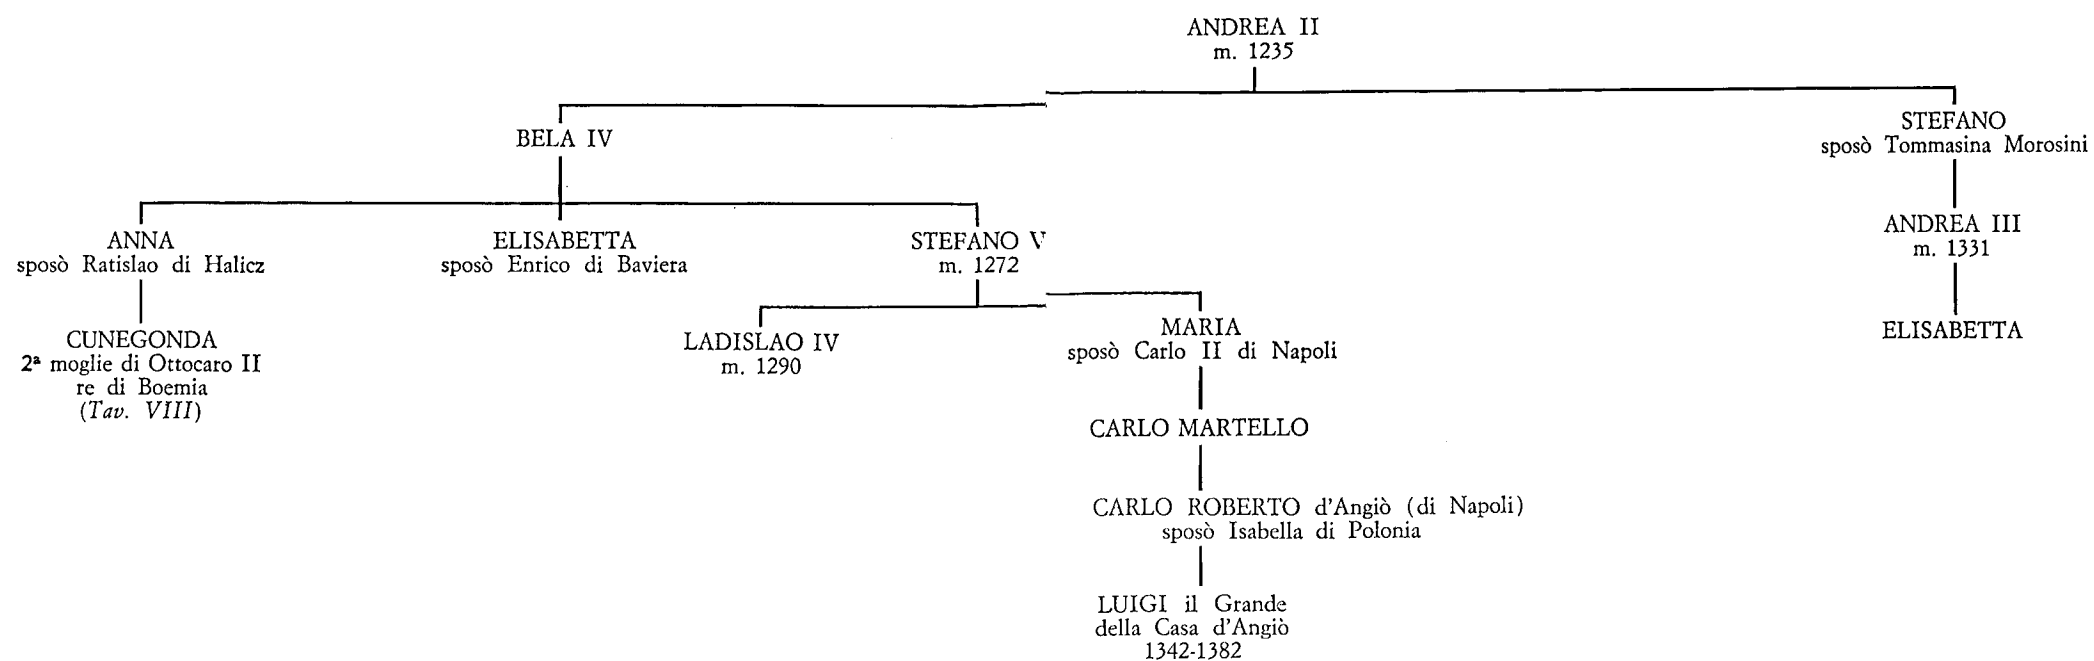 ANDREA II
m. 1235
BELA IV
STEFANO
sposò Tommasina Morosini
ANNA
sposò Ratislao di Halicz
ELISABETTA
sposò Enrico di Baviera
STEFANO V
m. 1272
ANDREA III
m. 1331
CUNEGONDA
2ª moglie di Ottocaro II
re di Boemia
(Tav. VIII)
LADISLAO IV
m. 1290
MARIA
sposò Carlo II di Napoli
ELISABETTA
CARLO MARTELLO
CARLO ROBERTO d'Angiò (di Napoli)
sposò Isabella di Polonia
LUIGI il Grande
della Casa d'Angiò
1342-1382